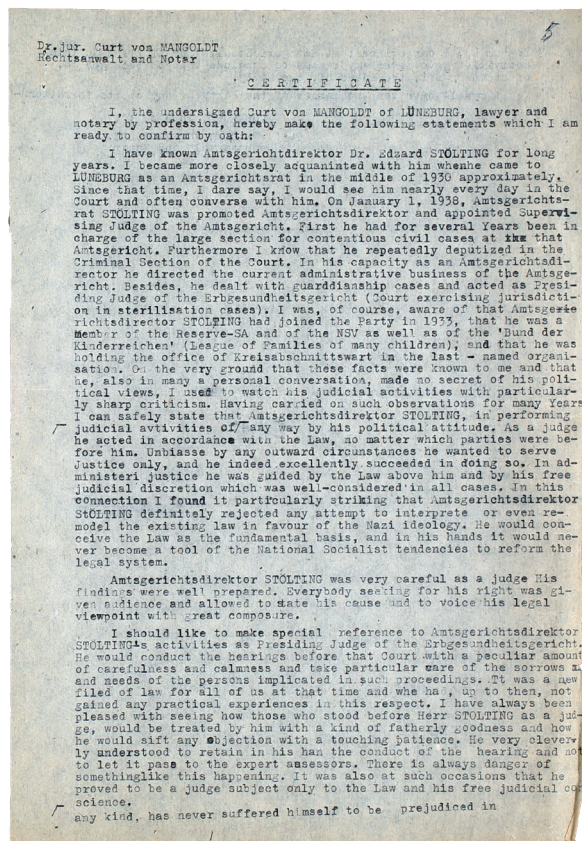 5
Dr.jur. Curt von MANGOLDT
Rechtsanwalt and Notar
C E R T I F I C A T E
I, the undersigned Curt von MANGOLDT of LÜNEBURG, lawyer and
notary by profession, hereby make the following statements which I am
ready to confirm by oath:
I have known Amtsgerichtdirektor Dr. Edzard STÖLTING for long
years. I became more closely acquaninted with him whenhe came to
LÜNEBURG as an Amtsgerichtsrat in the middle of 1930 approximately.
Since that time, I dare say, I would see him nearly every day in the
Court and often converse with him. On January 1, 1938, Amtsgerichts-
rat STÖLTING was promoted Amtsgerichtsdirektor and appointed Supervi-
sing Judge of the Amtsgericht. First he had for several Years been in
charge of the large section for contentious civil cases at that
Amtsgericht. Furthermore I know that he repeatedly deputized in the
Criminal Section of the Court. In his capacity as an Amtsgerichtsdi-
rector he directed the current administrative business of the Amtsge-
richt. Besides, he dealt with guarddianship cases and acted as Presi-
ding Judge of the Erbgesundheitsgericht (Court exercising jurisdicti-
on in sterilisation cases). I was, of course, aware of that Amtsgerie
richtsdirektor STÖLTING had joined the Party in 1933, that he was a
member of the Reserve-SA and of the NSV as well as of the 'Bund der
Kinderreichen' (League of Families of many children), and that he was
holding the office of Kreisabschnittswart in the last - named organi-
sation. On the very ground that these facts were known to me and that
he, also in many a personal conversation, made no secret of his poli-
tical views, I used to watch his judicial activities with particular-
ly sharp criticism. Having carried on such observations for many Years
I can safely state that Amtsgerichtsdirektor STÖLTING, in performing
┌ judicial avtivities of/ any way by his political attitude. As a judge
he acted in accordance with the Law, no matter which parties were be-
fore him. Unbiasse by any outward circunstances he wanted to serve
Justice only, and he indeed excellently succeeded in doing so. In ad-
ministeri justice he was guided by the Law above him and by his free
judicial discretion which was well-considered in all cases. In this
connection I found it particularly striking that Amtsgerichtsdirektor
STÖLTING definitely rejected any attempt to interprete or even re-
model the existing law in favour of the Nazi ideology. He would con-
ceive the Law as the fundamental basis, and in his hands it would ne-
ver become a tool of the National Socialist tendencies to reform the
legal system.
Amtsgerichtsdirektor STÖLTING was very careful as a judge His
findings were well prepared. Everybody seeking for his right was gi-
ven audience and allowed to state his cause und to voice his legal
viewpoint with great composure.
I should like to make special reference to Amtsgerichtsdirektor
STÖLTING's activities as Presiding Judge of the Erbgesundheitsgericht.
He would conduct the hearings before that Court with a peculiar amount
of carefulness and calmness and take particular care of the sorrows
and needs of the persons implicated in such proceedings. It was a new
filed of law for all of us at that time and whe had, up to then, not
gained any practical experiences in this respect. I have always been
pleased with seeing how those who stood before Herr STÖLTING as a jud-
ge, would be treated by him with a kind of fatherly goodness and how
he would sift any objection with a touching patience. He very clever-
ly understood to retain in his han the conduct of the hearing and not
to let it pass to the expert assessors. There is always danger of
somethinglike this happening. It was also at such occasions that he
proved to be a judge subject only to the Law and his free judicial con
science.
┌ any kind, has never suffered himself to be prejudiced in